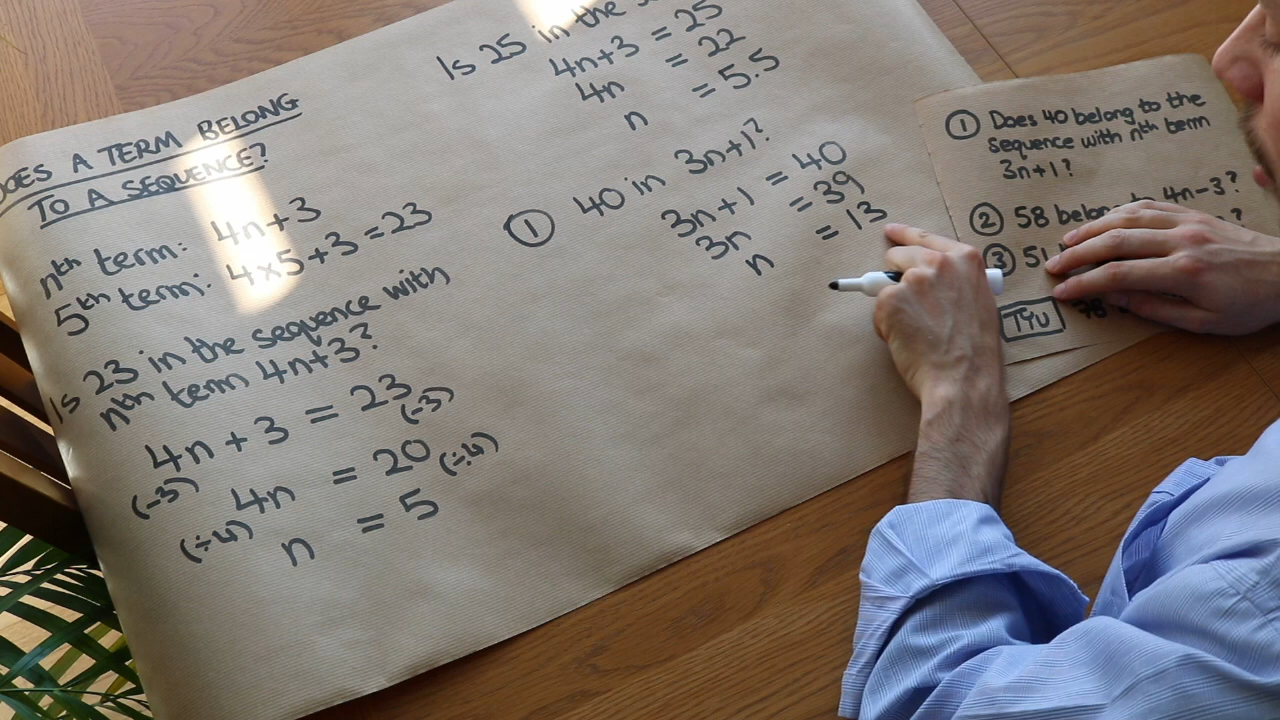 DOES A TERM BELONG
TO A SEQUENCE?
nth term: 4n+3
5th term: 4×5+3=23
Is 23 in the sequence with
nth term 4n+3?
4n + 3 = 23
(-3) (-3)
4n = 20
(÷4) (÷4)
n = 5
Is 25 in the
4n+3 = 25
4n = 22
n = 5.5
① 40 in 3n+1?
3n+1 = 40
3n = 39
n = 13
① Does 40 belong to the
sequence with nth term
3n+1?
② 58 belong 4n-3?
③ 51 ?
TYU